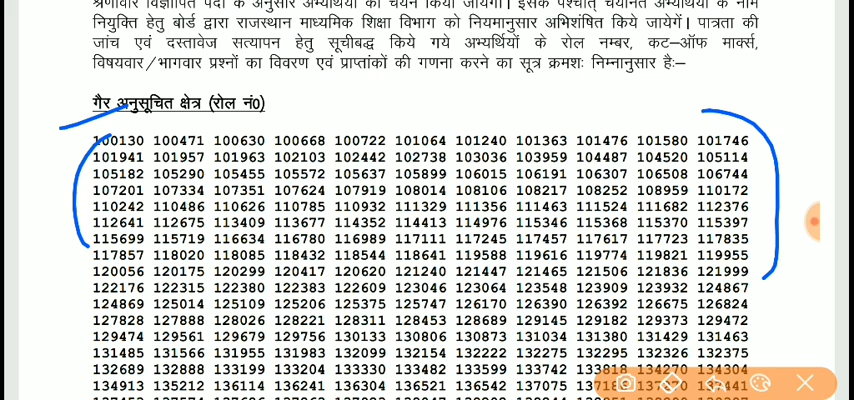 श्रेणीवार विज्ञापित पदों के अनुसार अभ्यर्थियों का चयन किया जायेगा। इसके पश्चात् चयनित अभ्यर्थियों के नाम
नियुक्ति हेतु बोर्ड द्वारा राजस्थान माध्यमिक शिक्षा विभाग को नियमानुसार अभिशंषित किये जायेगें। पात्रता की
जांच एवं दस्तावेज सत्यापन हेतु सूचीबद्ध किये गये अभ्यर्थियों के रोल नम्बर, कट–ऑफ मार्क्स,
विषयवार/भागवार प्रश्नों का विवरण एवं प्राप्तांकों की गणना करने का सूत्र क्रमशः निम्नानुसार हैः–
गैर अनुसूचित क्षेत्र (रोल नं0)
100130 100471 100630 100668 100722 101064 101240 101363 101476 101580 101746
101941 101957 101963 102103 102442 102738 103036 103959 104487 104520 105114
105182 105290 105455 105572 105637 105899 106015 106191 106307 106508 106744
107201 107334 107351 107624 107919 108014 108106 108217 108252 108959 110172
110242 110486 110626 110785 110932 111329 111356 111463 111524 111682 112376
112641 112675 113409 113677 114352 114413 114976 115346 115368 115370 115397
115699 115719 116634 116780 116989 117111 117245 117457 117617 117723 117835
117857 118020 118085 118432 118544 118641 119588 119616 119774 119821 119955
120056 120175 120299 120417 120620 121240 121447 121465 121506 121836 121999
122176 122315 122380 122383 122609 123046 123064 123548 123909 123932 124867
124869 125014 125109 125206 125375 125747 126170 126390 126392 126675 126824
127828 127888 128026 128221 128311 128453 128689 129145 129182 129373 129472
129474 129561 129679 129756 130133 130806 130873 131034 131380 131429 131463
131485 131566 131955 131983 132099 132154 132222 132275 132295 132326 132375
132689 132888 133199 133204 133330 133482 133599 133742 133818 134270 134304
134913 135212 136114 136241 136304 136521 136542 137075 137441